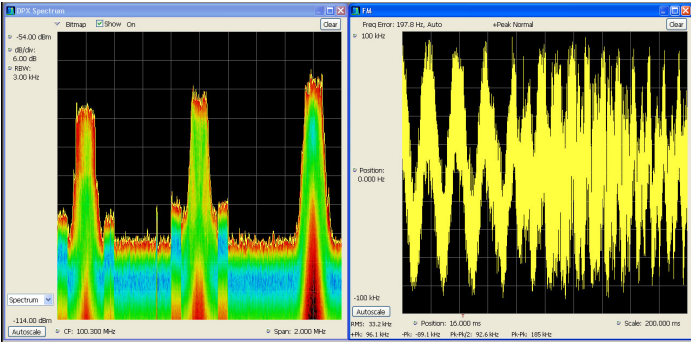 DPX Spectrum
Bitmap Show On Clear
-54.00 dBm
dB/div:
6.00 dB
RBW:
3.00 kHz
Spectrum
-114.00 dBm
Autoscale CF: 100.300 MHz Span: 2.000 MHz
FM
Freq Error: 197.8 Hz, Auto +Peak Normal Clear
100 kHz
Position:
0.000 Hz
-100 kHz
Autoscale Position: 16.000 ms Scale: 200.000 ms
RMS: 33.2 kHz
+Pk: 96.1 kHz -Pk: -89.1 kHz Pk-Pk/2: 92.6 kHz Pk-Pk: 185 kHz